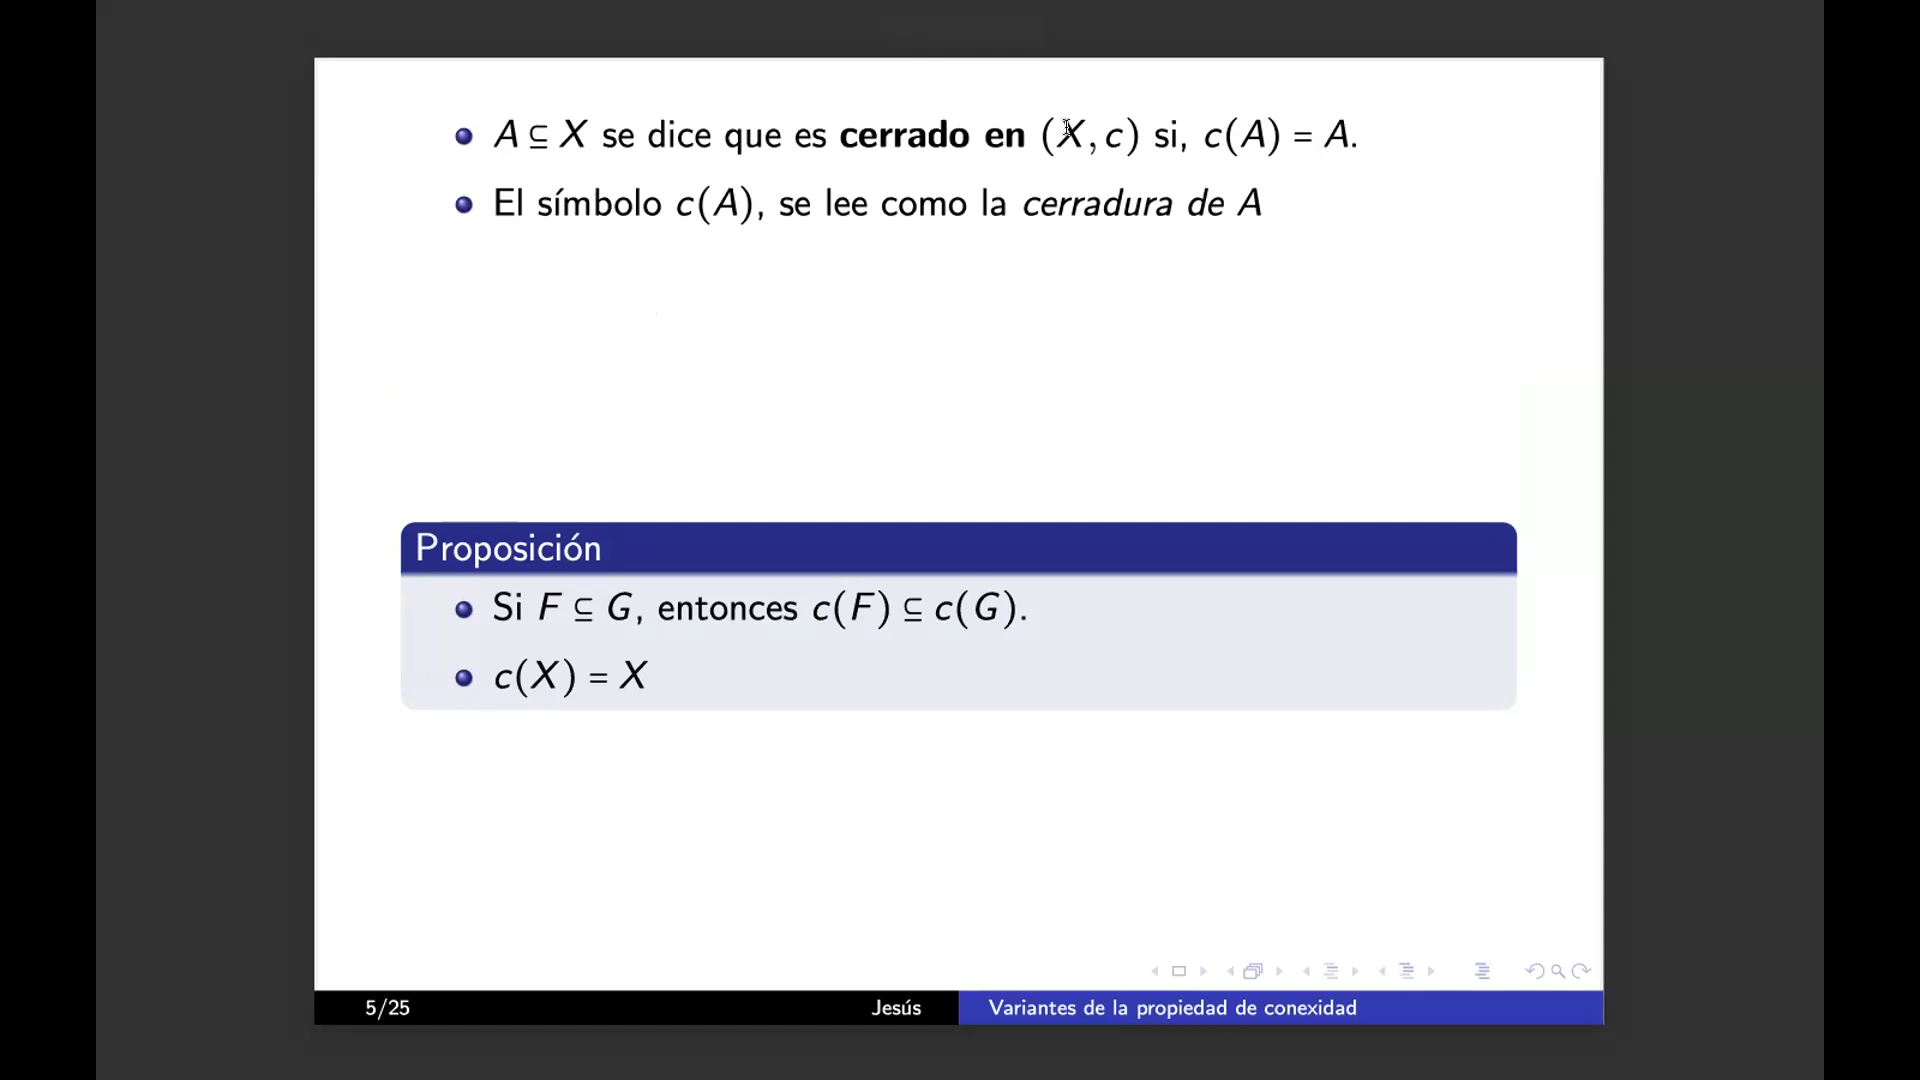 A ⊆ X se dice que es cerrado en (X, c) si, c(A) = A.
El símbolo c(A), se lee como la cerradura de A
Proposición
Si F ⊆ G, entonces c(F) ⊆ c(G).
c(X) = X
5/25 Jesús Variantes de la propiedad de conexidad